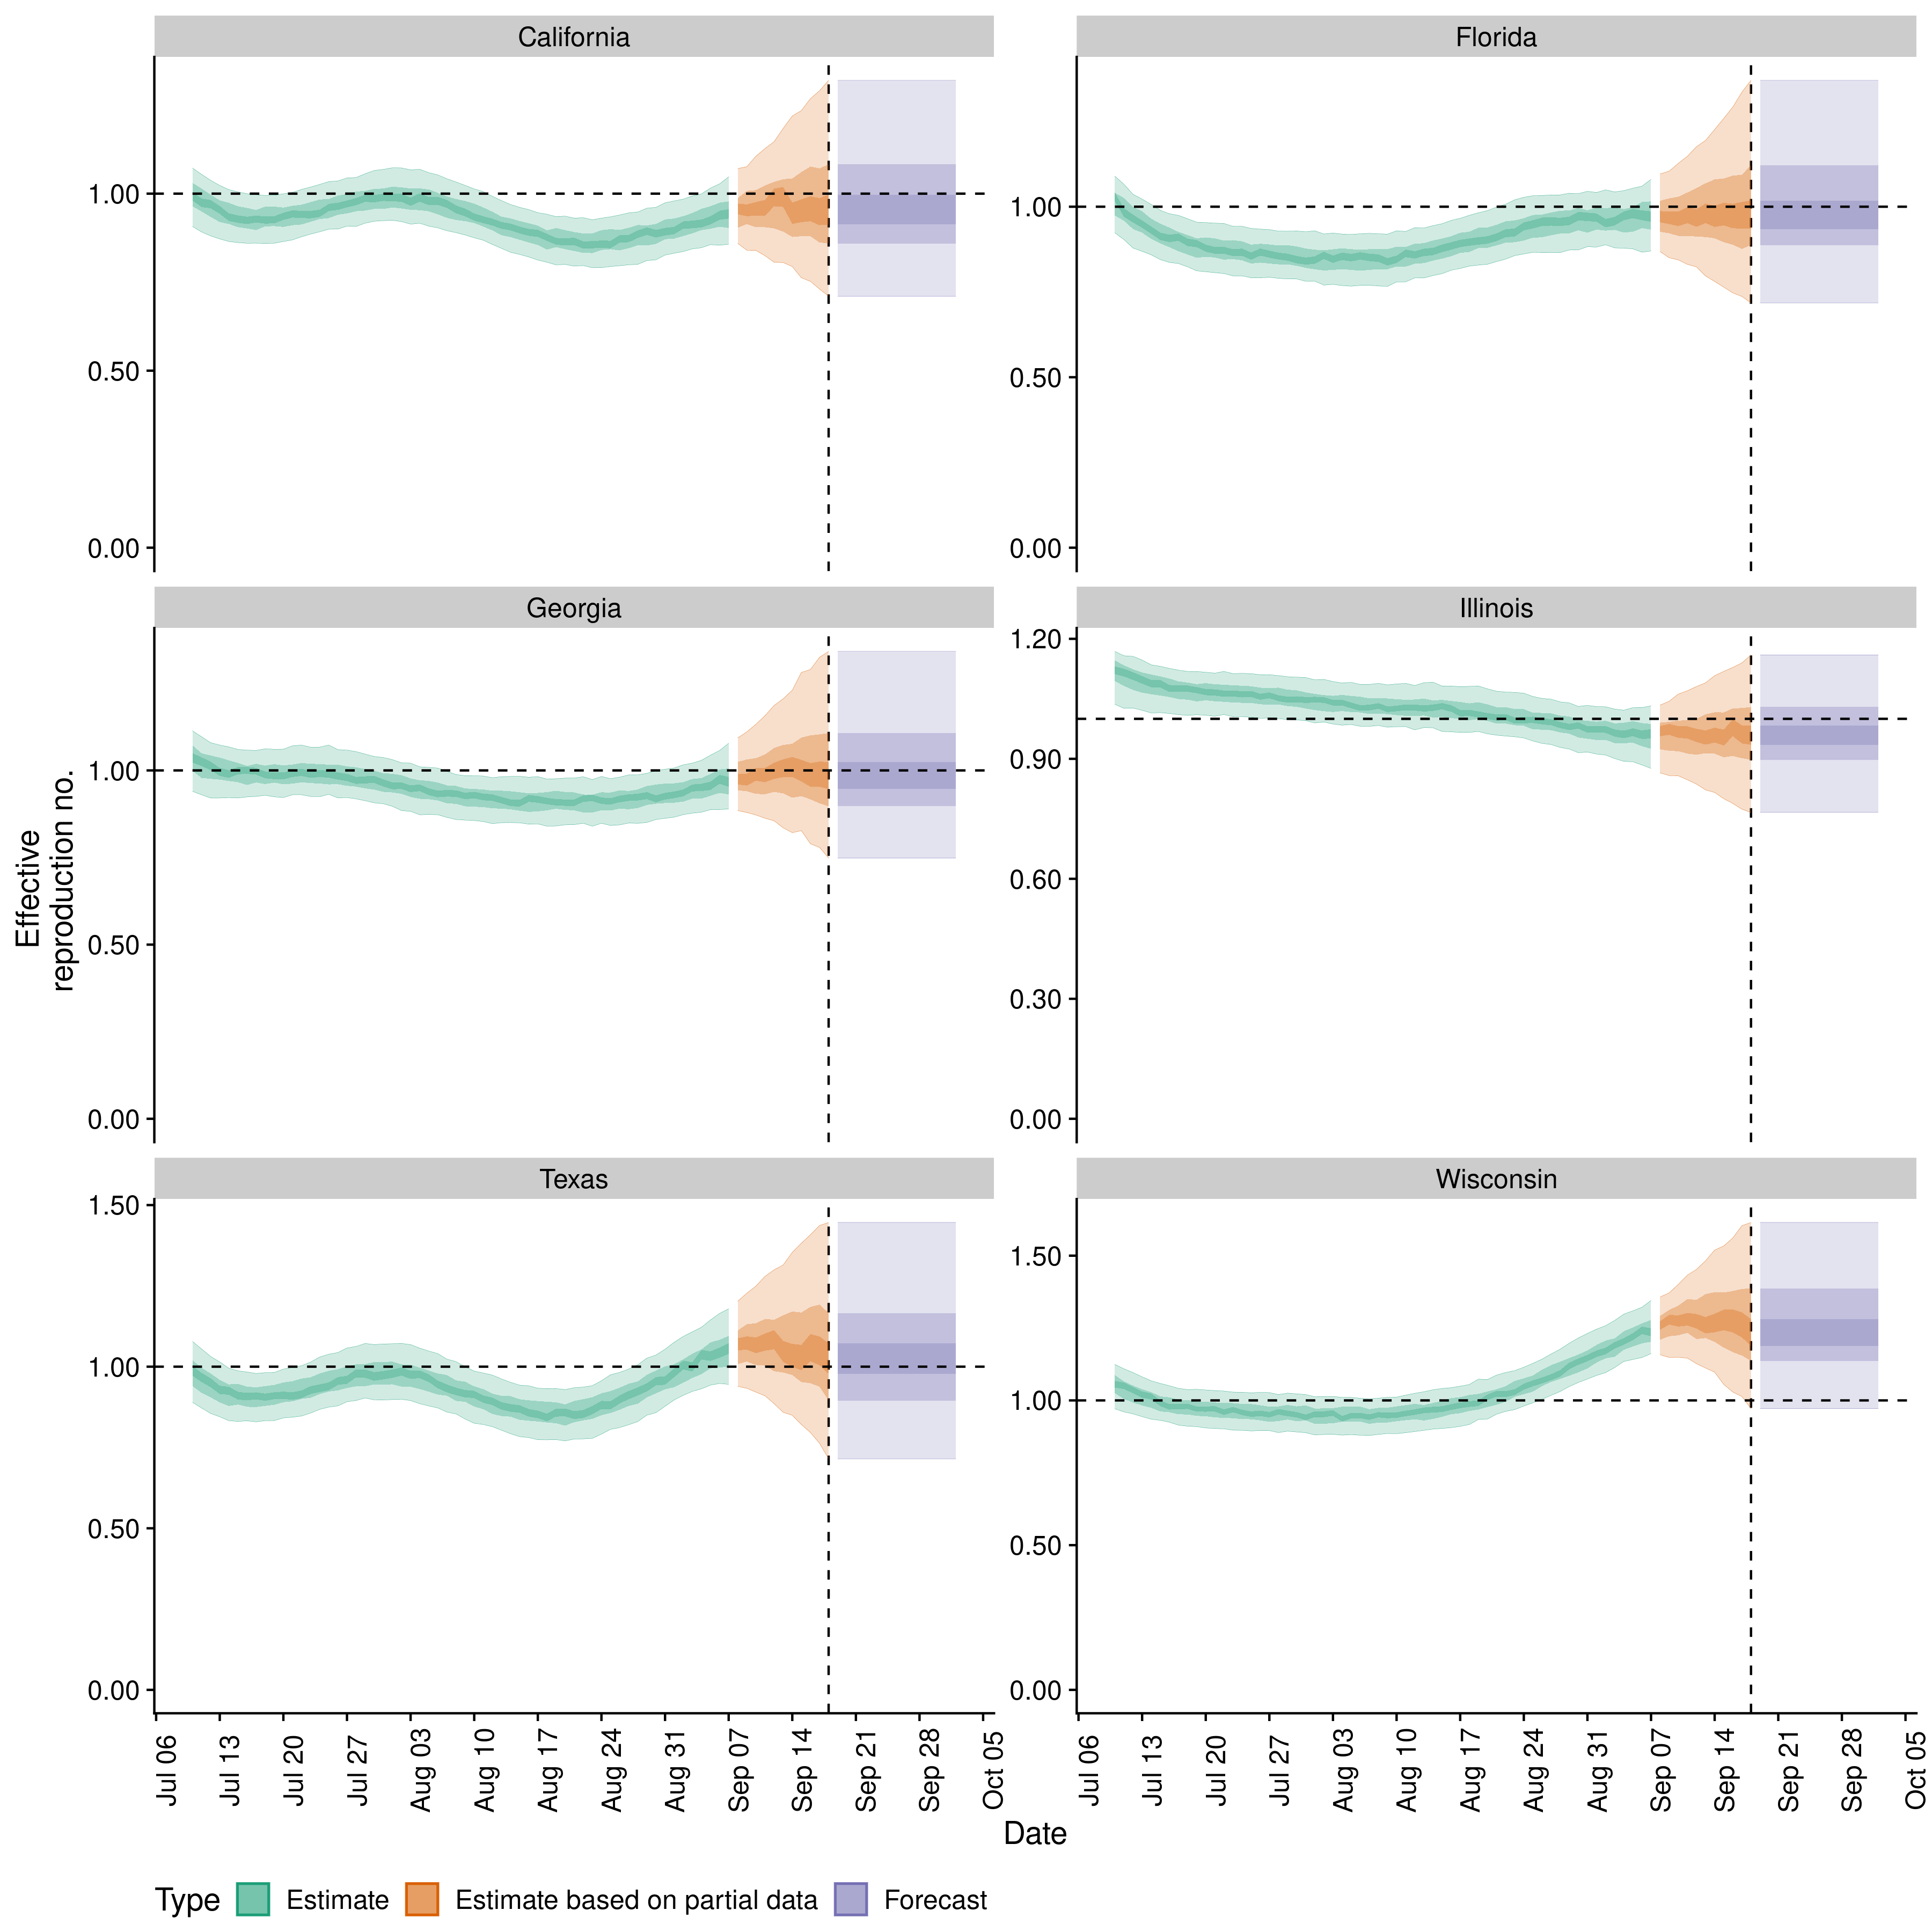 California
Florida
1.00
0.50
0.00
1.00
0.50
0.00
Georgia
Illinois
1.00
0.50
0.00
1.20
0.90
0.60
0.30
0.00
Effective
reproduction no.
Texas
Wisconsin
1.50
1.00
0.50
0.00
1.50
1.00
0.50
0.00
Jul 06
Jul 13
Jul 20
Jul 27
Aug 03
Aug 10
Aug 17
Aug 24
Aug 31
Sep 07
Sep 14
Sep 21
Sep 28
Oct 05
Jul 06
Jul 13
Jul 20
Jul 27
Aug 03
Aug 10
Aug 17
Aug 24
Aug 31
Sep 07
Sep 14
Sep 21
Sep 28
Oct 05
Date
Type Estimate Estimate based on partial data Forecast